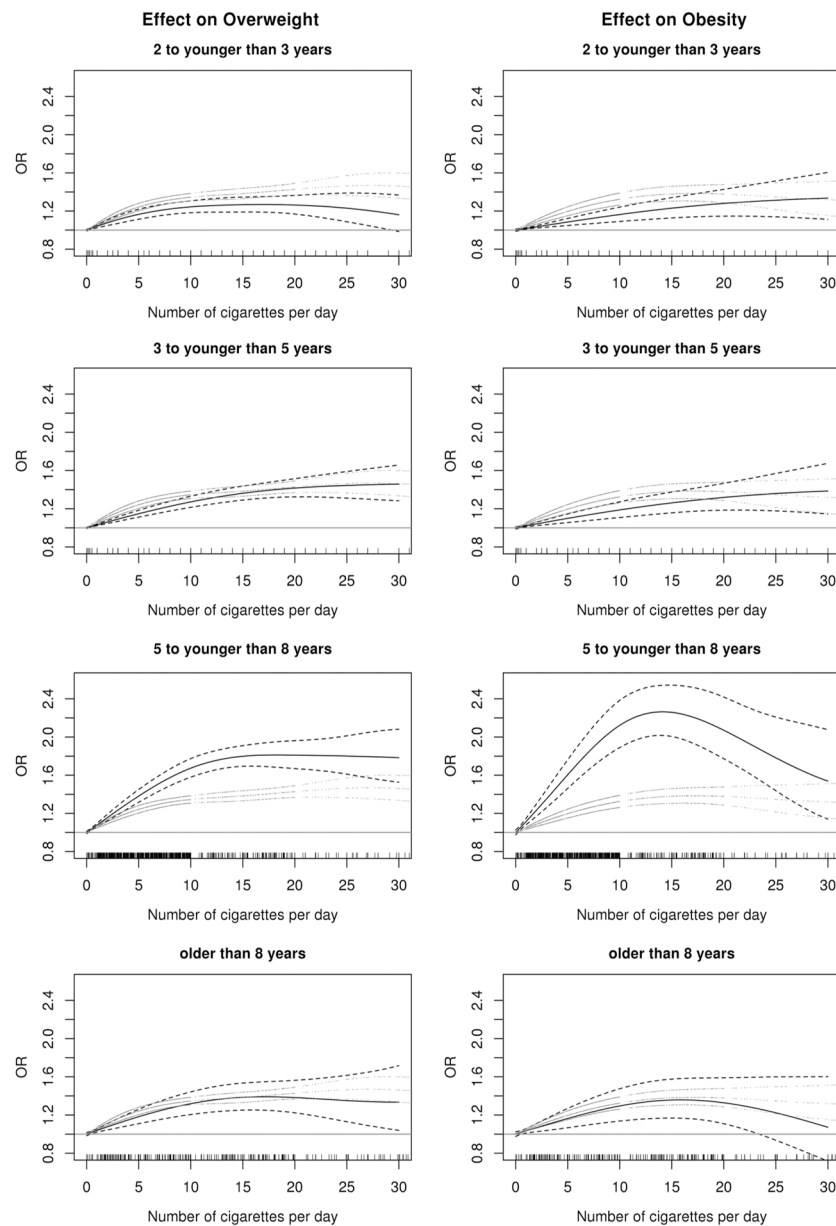 Effect on Overweight
Effect on Obesity
2 to younger than 3 years
2 to younger than 3 years
OR
0.8 1.2 1.6 2.0 2.4
0 5 10 15 20 25 30
Number of cigarettes per day
OR
0.8 1.2 1.6 2.0 2.4
0 5 10 15 20 25 30
Number of cigarettes per day
3 to younger than 5 years
3 to younger than 5 years
OR
0.8 1.2 1.6 2.0 2.4
0 5 10 15 20 25 30
Number of cigarettes per day
OR
0.8 1.2 1.6 2.0 2.4
0 5 10 15 20 25 30
Number of cigarettes per day
5 to younger than 8 years
5 to younger than 8 years
OR
0.8 1.2 1.6 2.0 2.4
0 5 10 15 20 25 30
Number of cigarettes per day
OR
0.8 1.2 1.6 2.0 2.4
0 5 10 15 20 25 30
Number of cigarettes per day
older than 8 years
older than 8 years
OR
0.8 1.2 1.6 2.0 2.4
0 5 10 15 20 25 30
Number of cigarettes per day
OR
0.8 1.2 1.6 2.0 2.4
0 5 10 15 20 25 30
Number of cigarettes per day